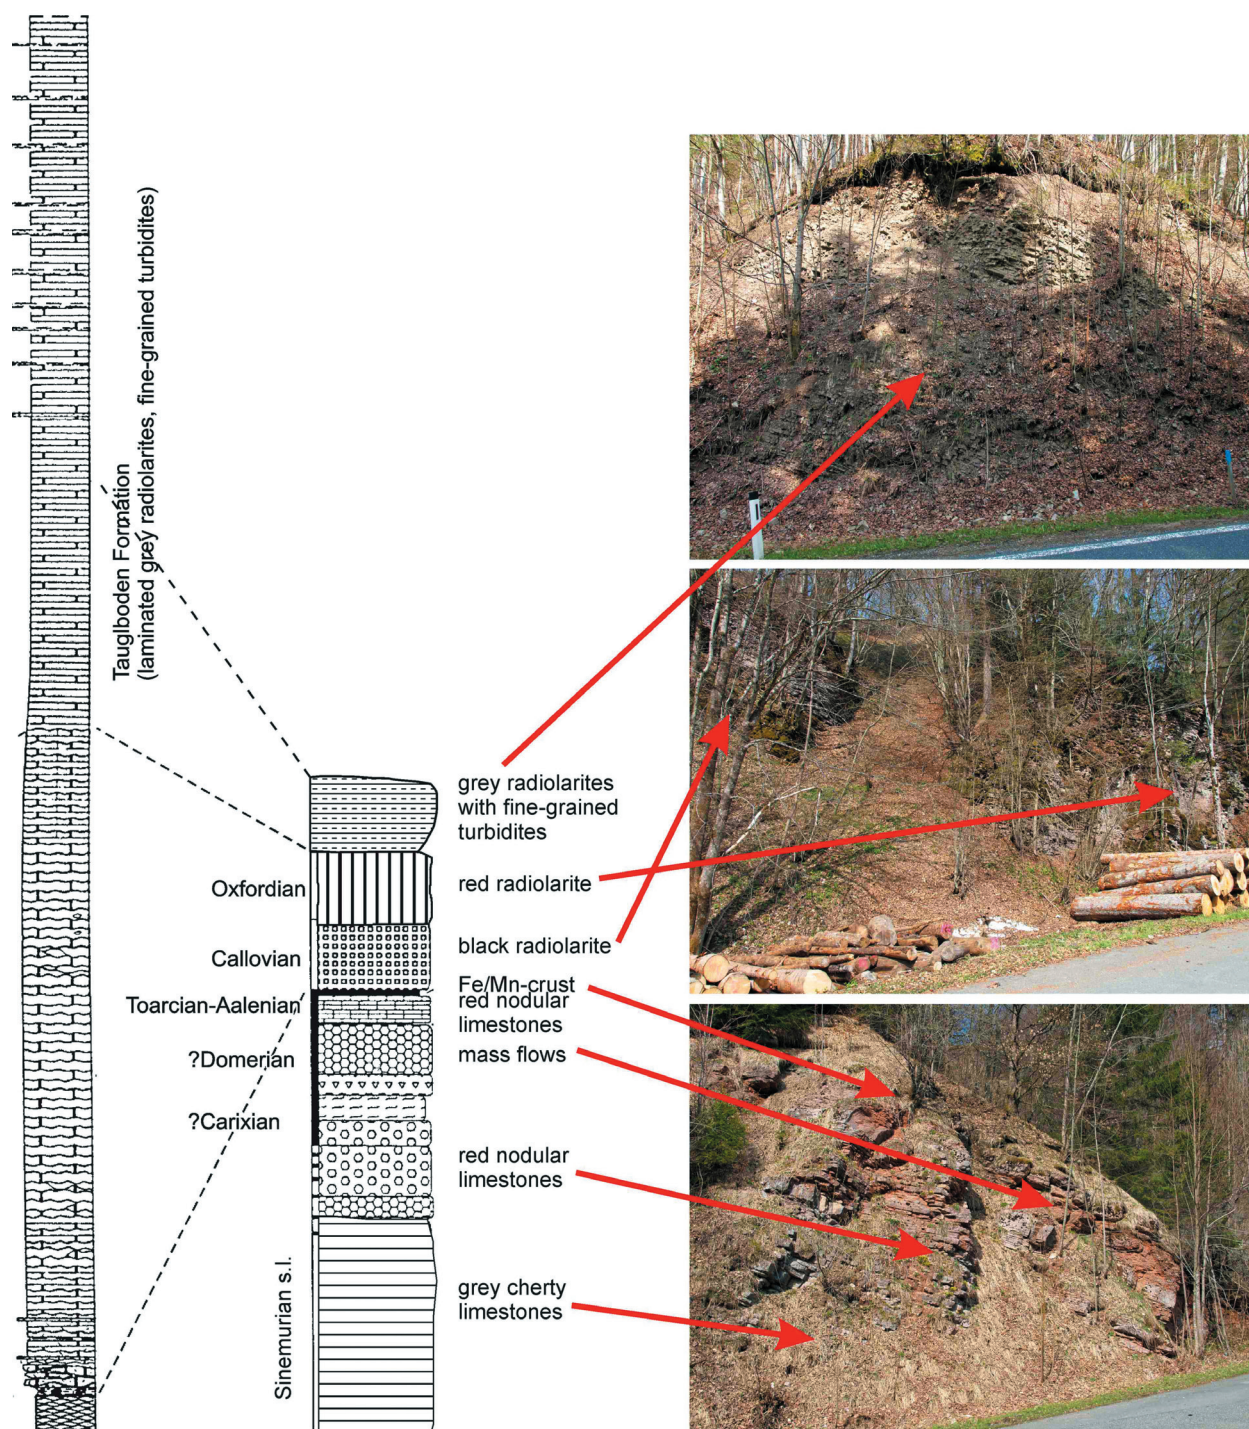 Tauglboden Formation
(laminated grey radiolarites, fine-grained turbidites)
grey radiolarites
with fine-grained
turbidites
Oxfordian
red radiolarite
Callovian
black radiolarite
Fe/Mn-crust
Toarcian-Aalenian
red nodular
limestones
?Domerian
mass flows
?Carixian
red nodular
limestones
Sinemurian s.l.
grey cherty
limestones